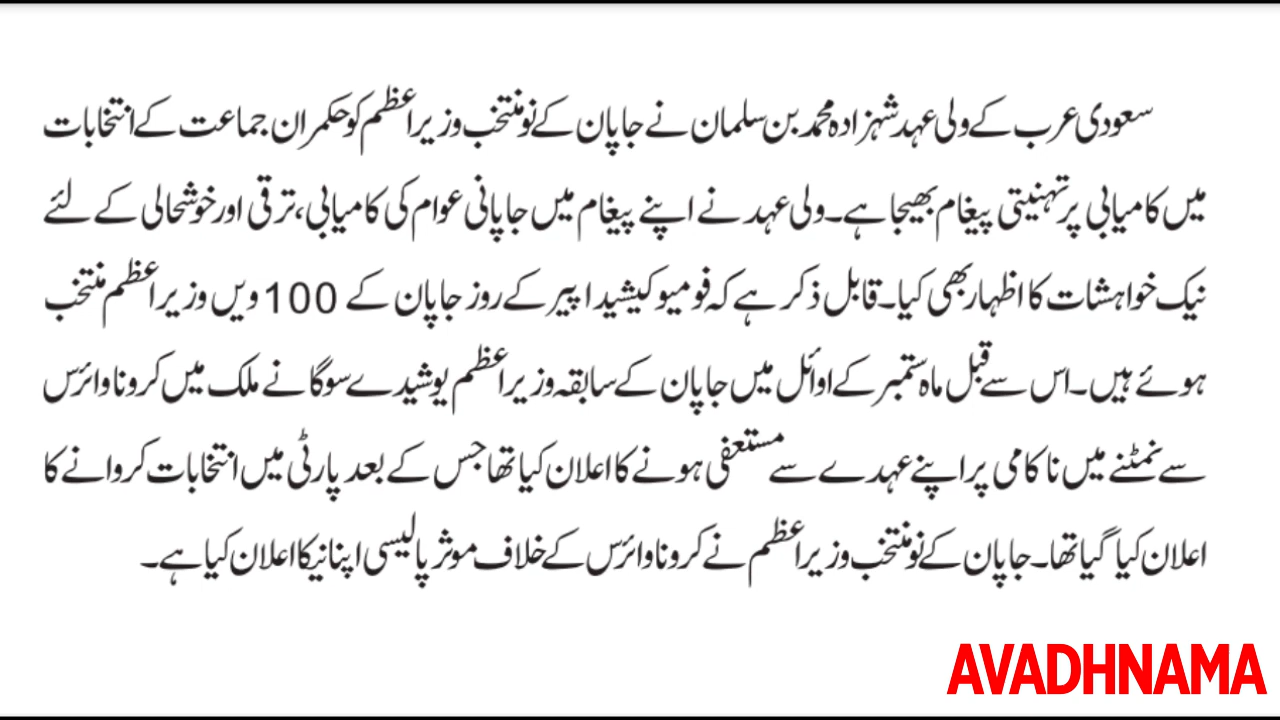 سعودی عرب کے ولی عہد شہزادہ محمد بن سلمان نے جاپان کے نو منتخب وزیر اعظم کو حکمران جماعت کے انتخابات
میں کامیابی پر تہنیتی پیغام بھیجا ہے۔ ولی عہد نے اپنے پیغام میں جاپانی عوام کی کامیابی، ترقی اور خوشحالی کے لئے
نیک خواہشات کا اظہار بھی کیا۔ قابل ذکر ہے کہ فومیو کیشیدا پیر کے روز جاپان کے 100 ویں وزیر اعظم منتخب
ہوئے ہیں۔ اس سے قبل ماہ ستمبر کے اوائل میں جاپان کے سابقہ وزیر اعظم یوشیدے سوگا نے ملک میں کرونا وائرس
سے نمٹنے میں ناکامی پر اپنے عہدے سے مستعفی ہونے کا اعلان کیا تھا جس کے بعد پارٹی میں انتخابات کروانے کا
اعلان کیا گیا تھا۔ جاپان کے نو منتخب وزیر اعظم نے کرونا وائرس کے خلاف موثر پالیسی اپنانیکا اعلان کیا ہے۔
AVADHNAMA